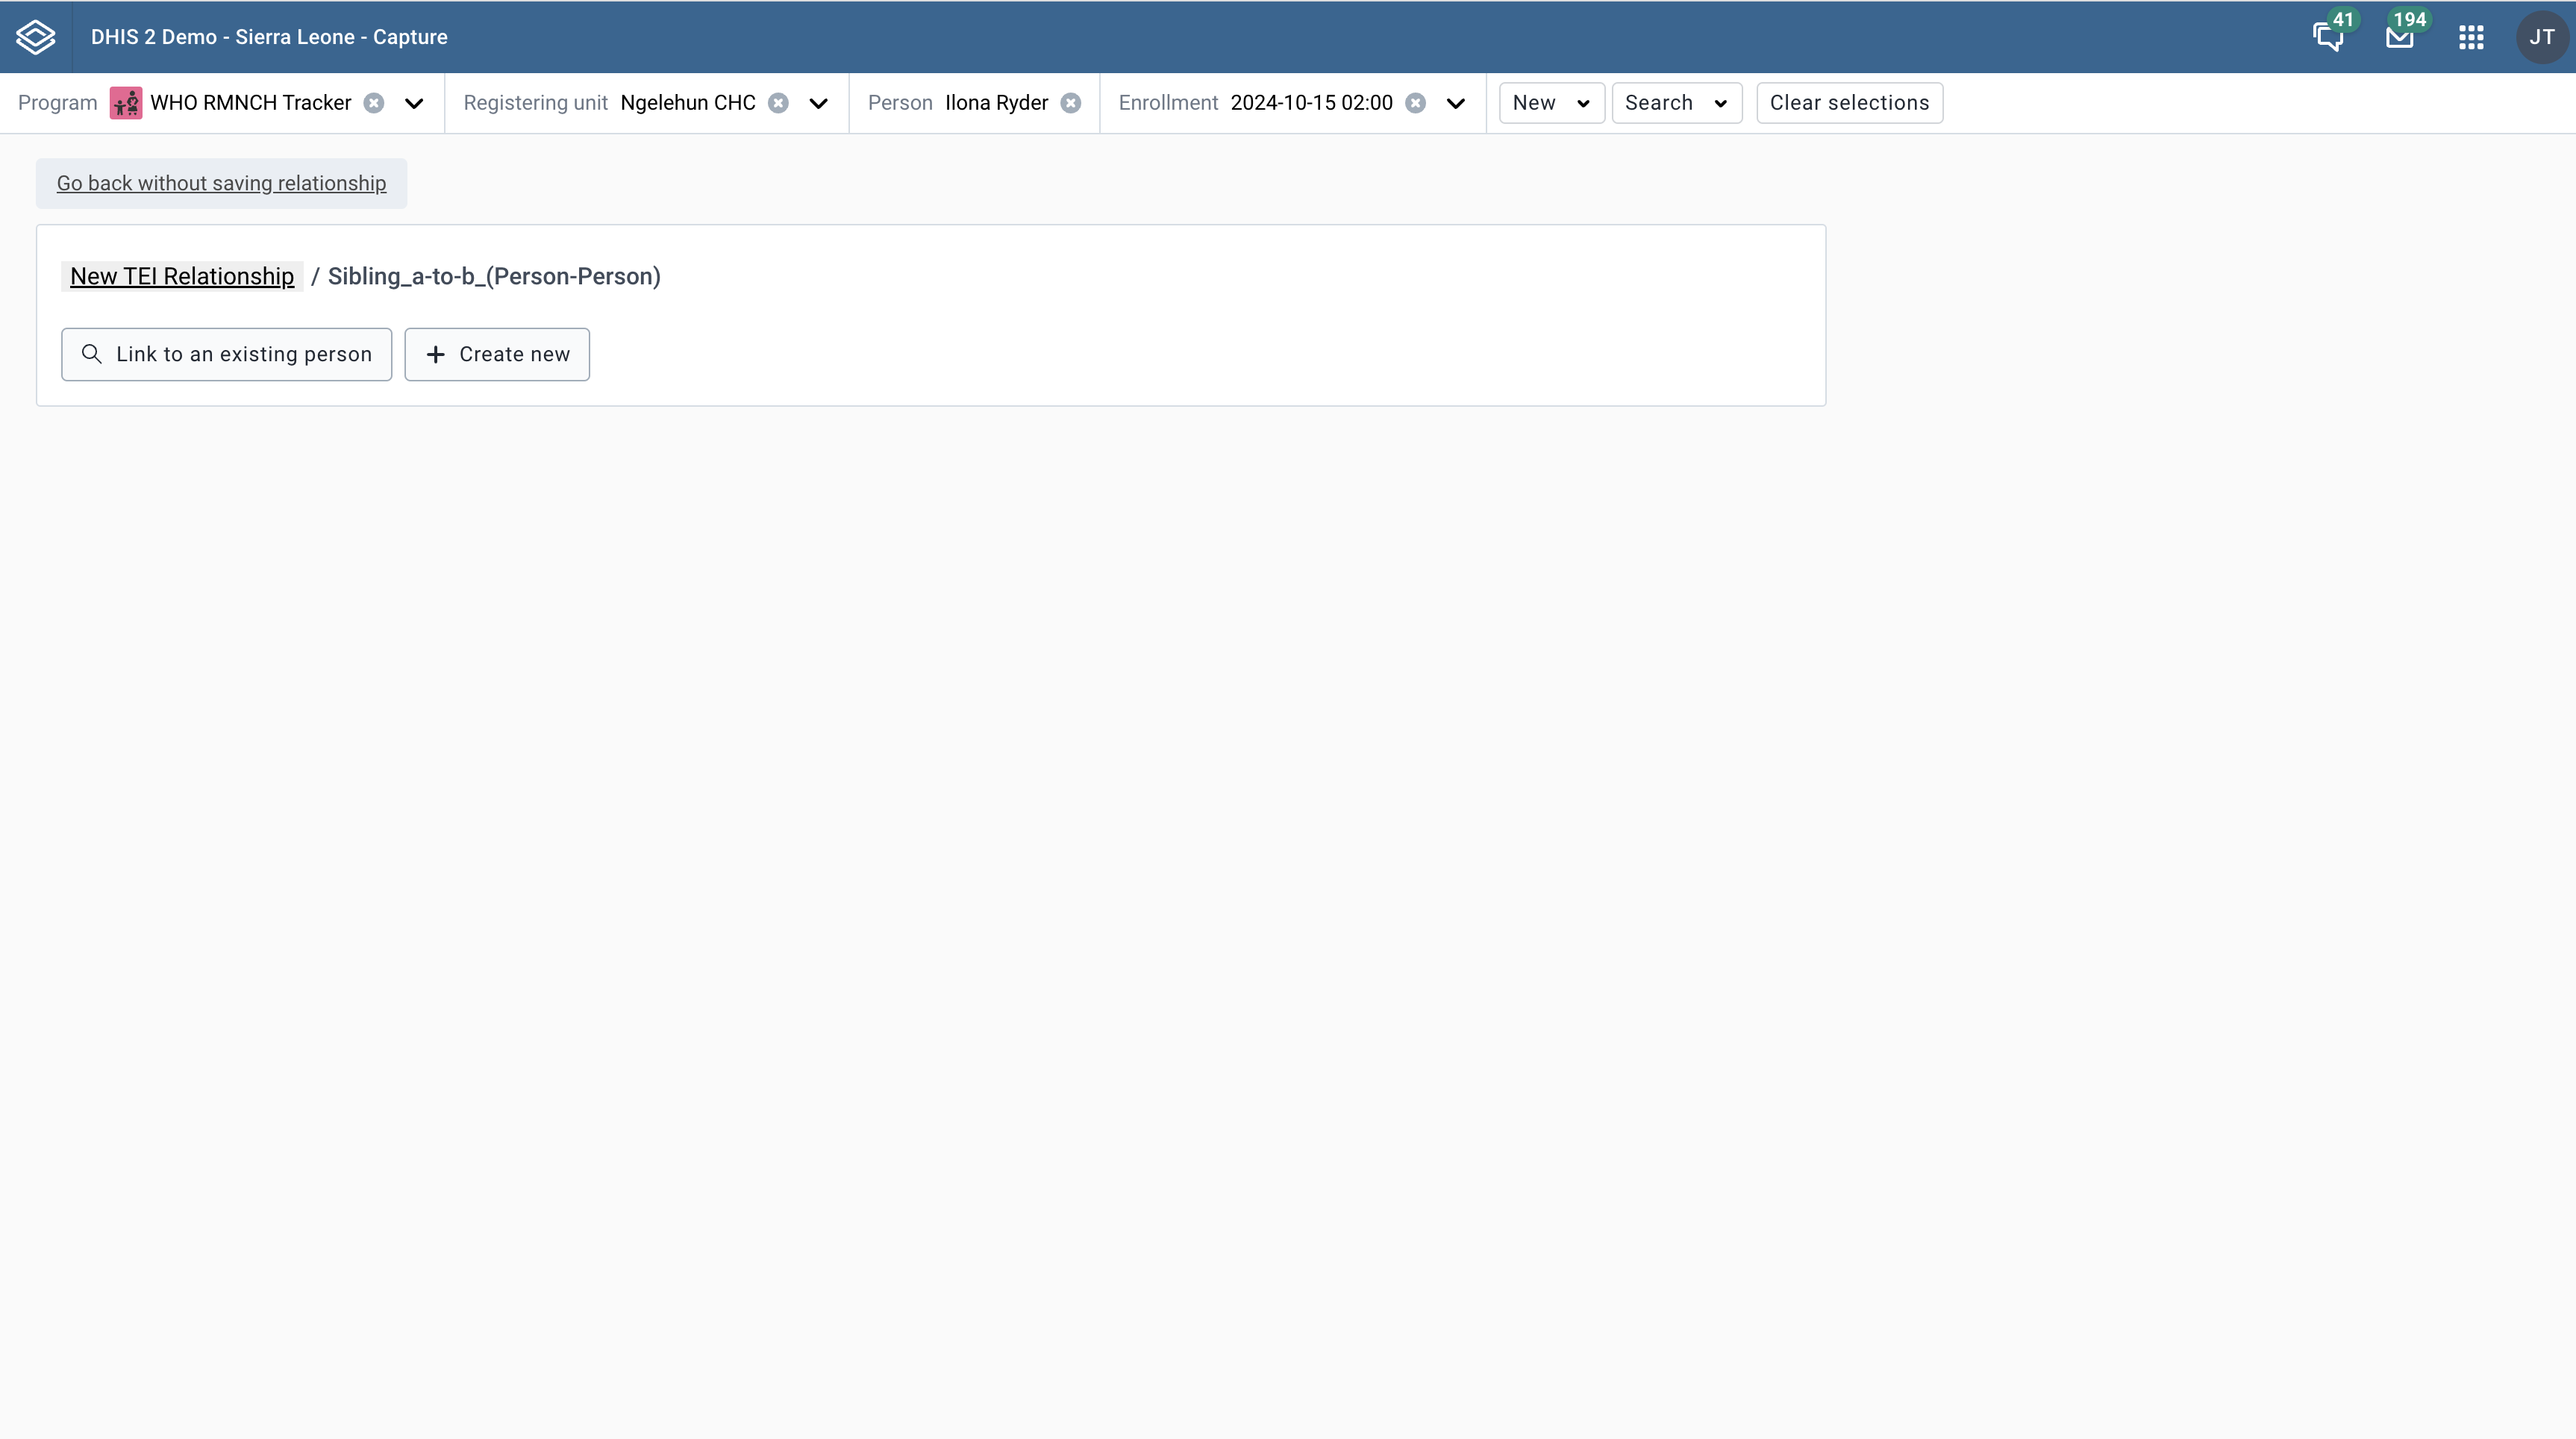 DHIS 2 Demo - Sierra Leone - Capture
41
194
JT
Program WHO RMNCH Tracker
Registering unit Ngelehun CHC
Person Ilona Ryder
Enrollment 2024-10-15 02:00
New
Search
Clear selections
Go back without saving relationship
New TEI Relationship / Sibling_a-to-b_(Person-Person)
Link to an existing person
Create new